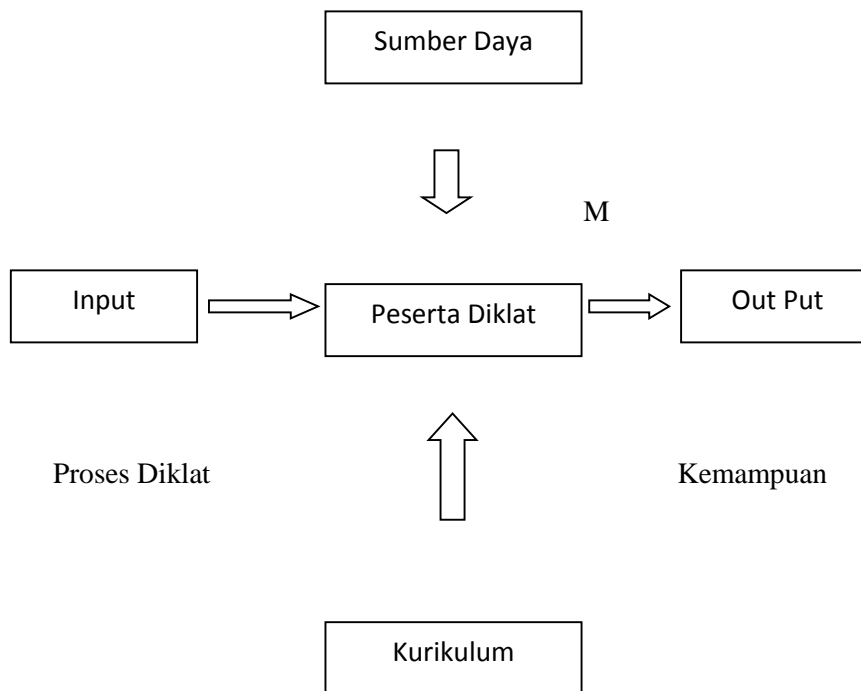 Sumber Daya
M
Input
Peserta Diklat
Out Put
Proses Diklat
Kemampuan
Kurikulum